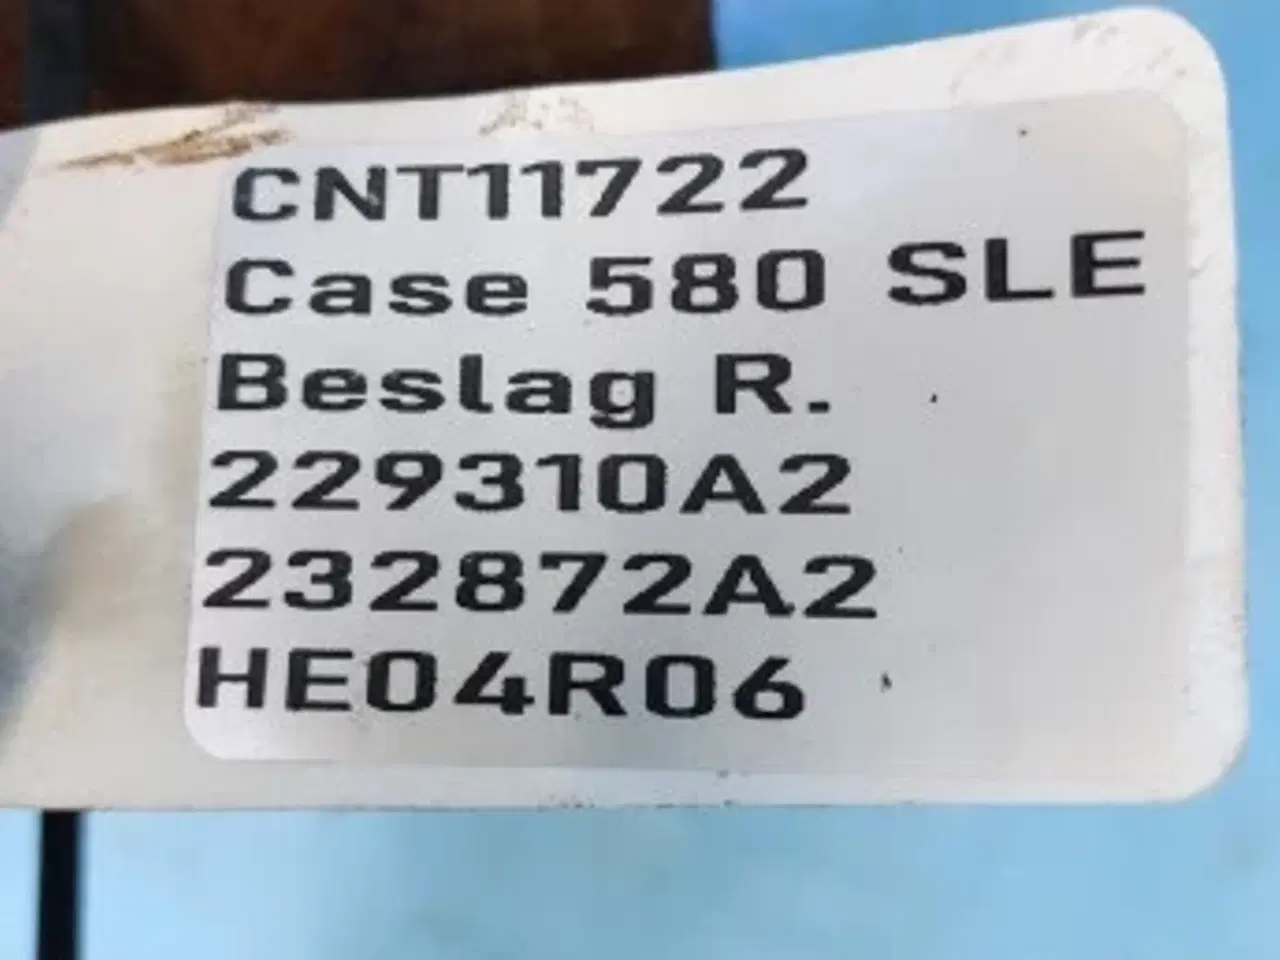 CNT11722
Case 580 SLE
Beslag R.
229310A2
232872A2
HE04R06